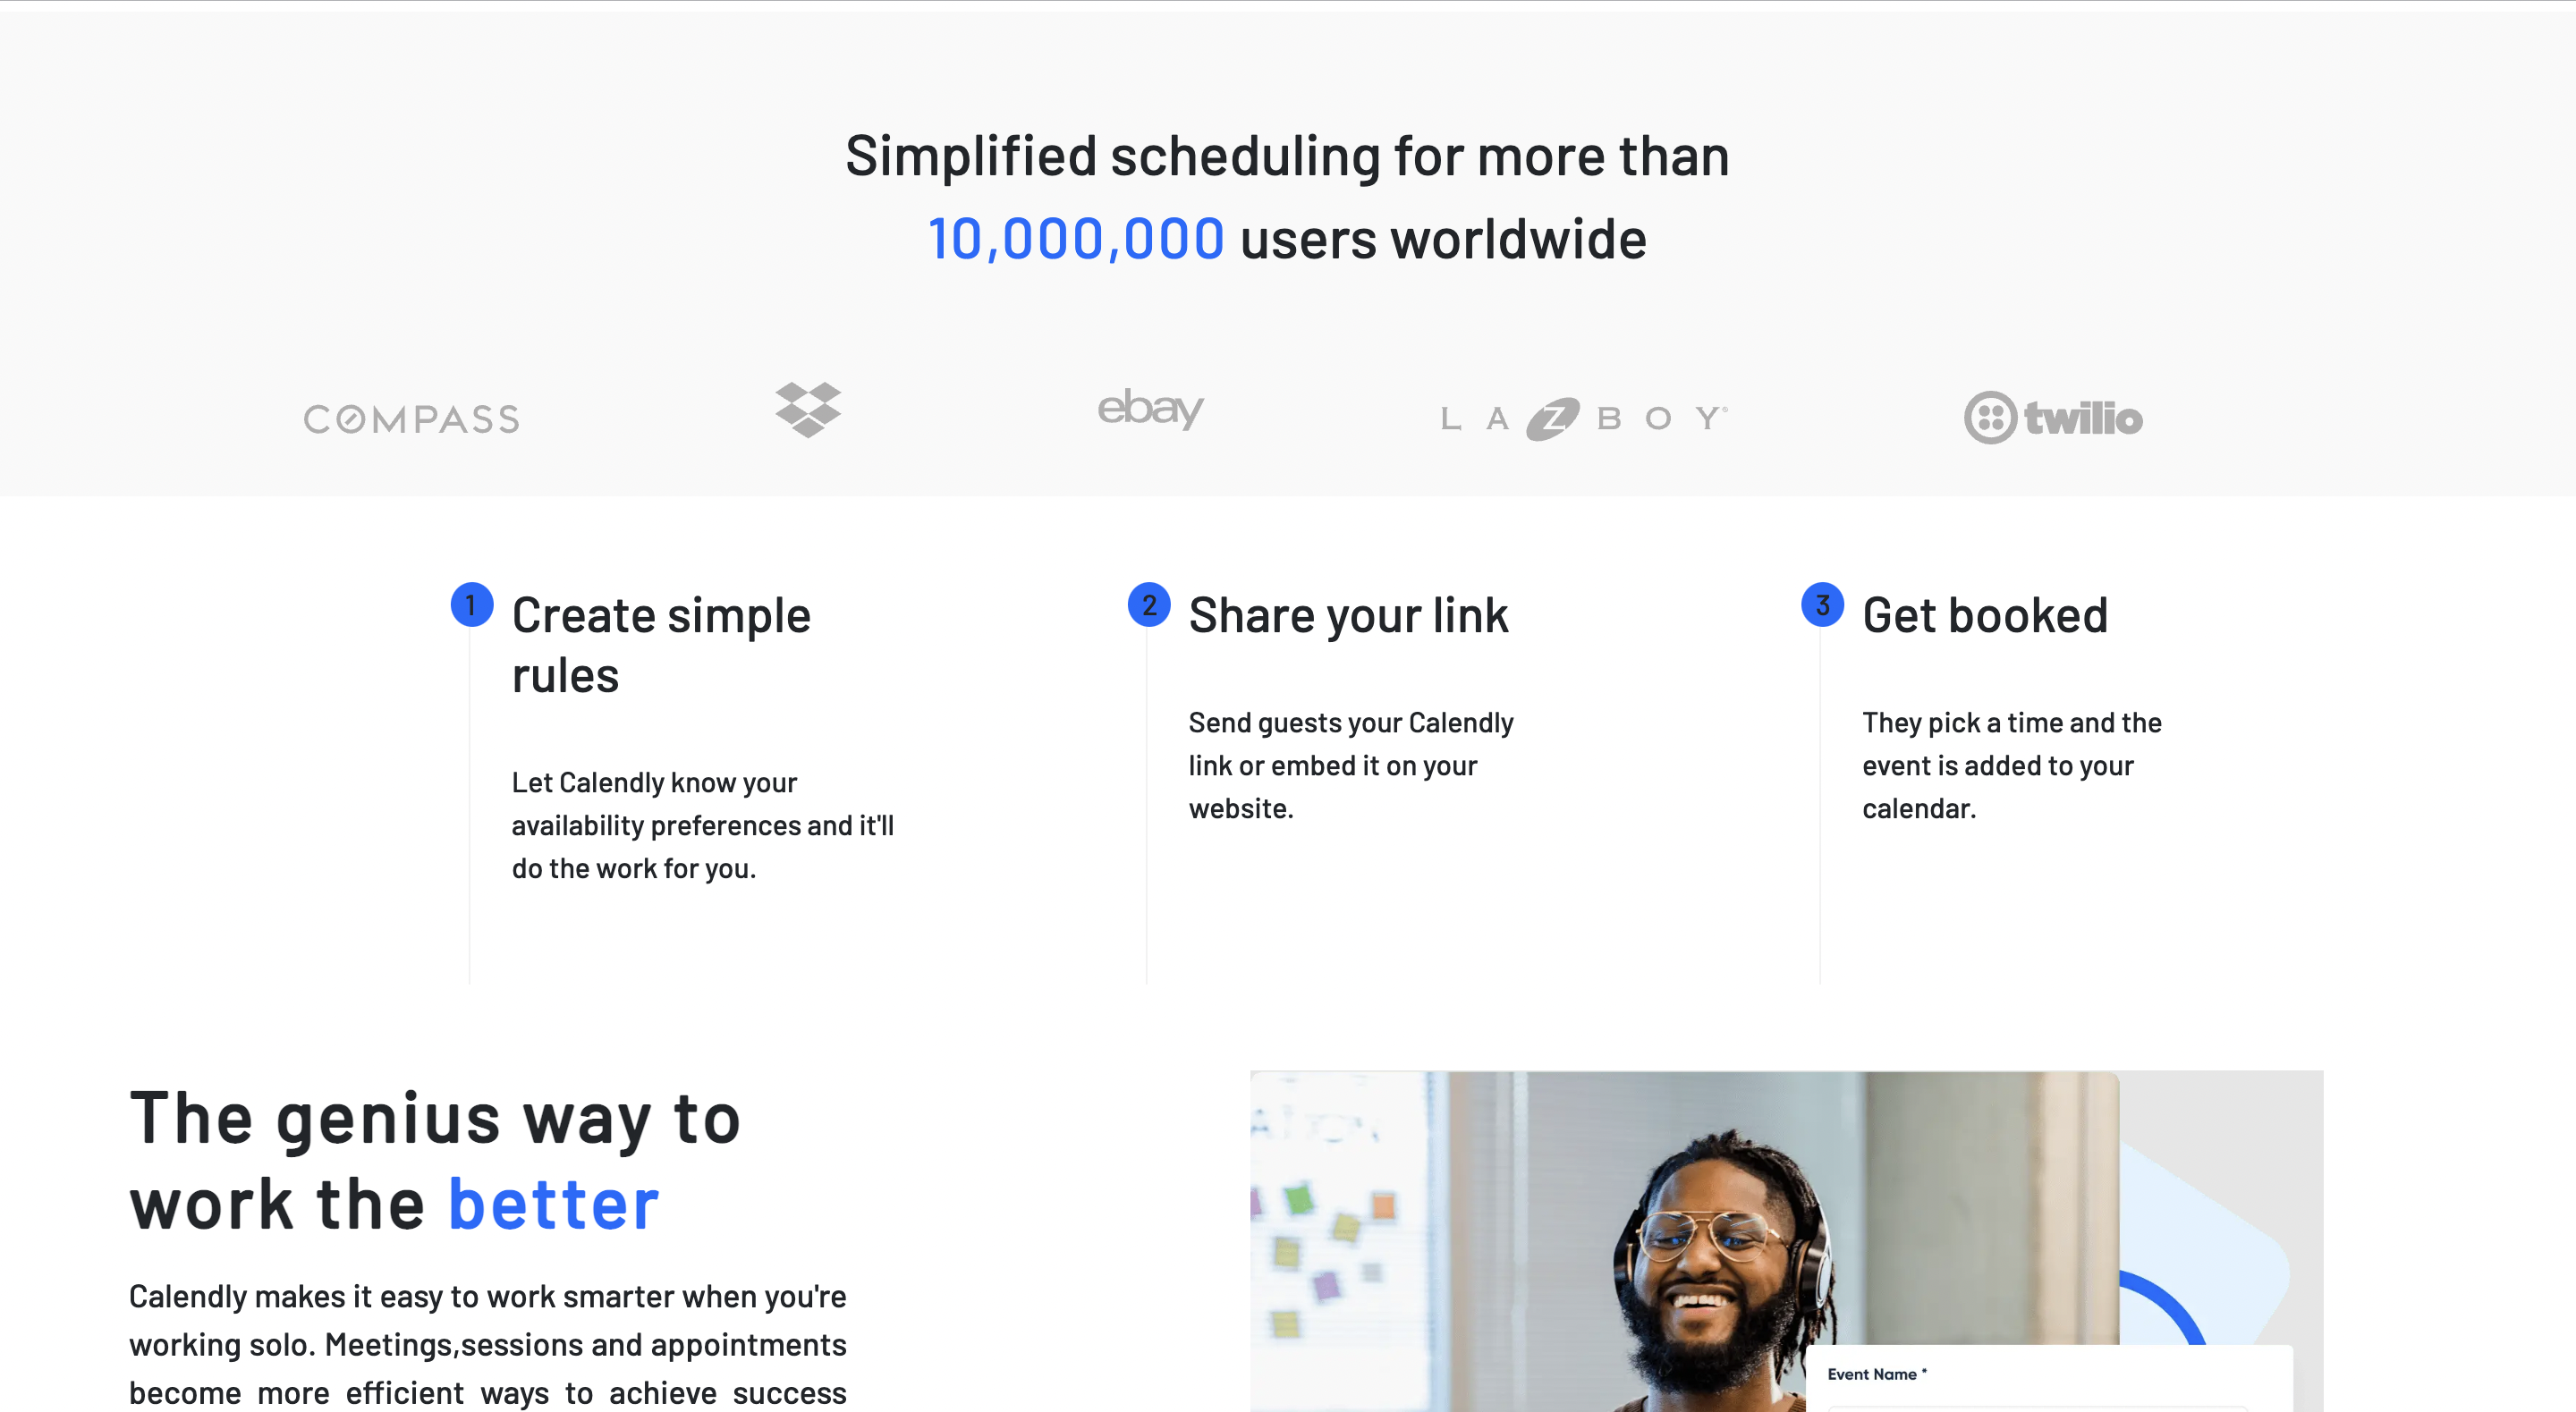 Simplified scheduling for more than
10,000,000 users worldwide
COMPASS
ebay
LAZBOY
twilio
1
Create simple
rules
Let Calendly know your
availability preferences and it'll
do the work for you.
2
Share your link
Send guests your Calendly
link or embed it on your
website.
3
Get booked
They pick a time and the
event is added to your
calendar.
The genius way to
work the better
Calendly makes it easy to work smarter when you're
working solo. Meetings,sessions and appointments
become more efficient ways to achieve success
Event Name *